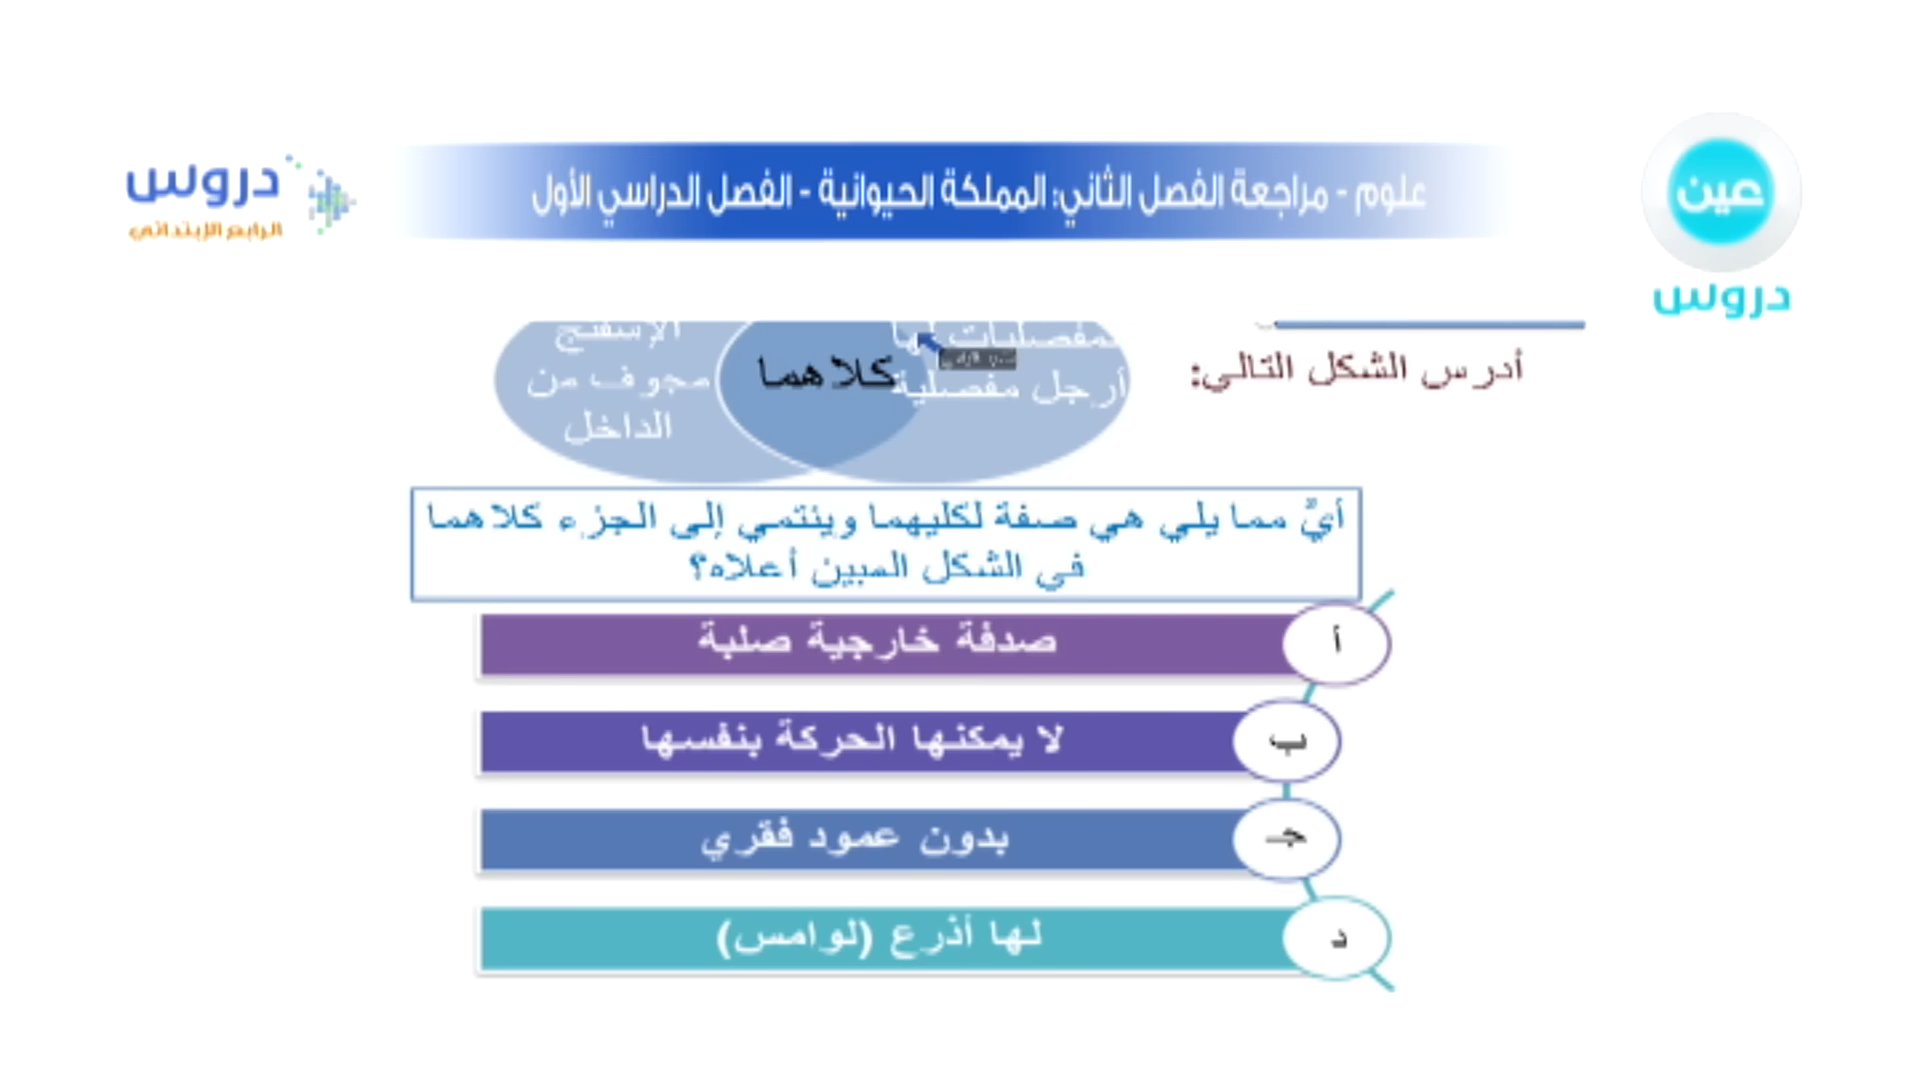 علوم - مراجعة الفصل الثاني: المملكة الحيوانية - الفصل الدراسي الأول
عين
دروس
دروس
الرابع الإبتدائي
أدرس الشكل التالي:
لها
أرجل مفصلية
كلاهما
الإسفنج
مجوف من
الداخل
أيٌ مما يلي هي صفة لكليهما وينتمي إلى الجزء كلاهما
في الشكل المبين أعلاه؟
أ
صدفة خارجية صلبة
ب
لا يمكنها الحركة بنفسها
جـ
بدون عمود فقري
د
لها أذرع (لوامس)